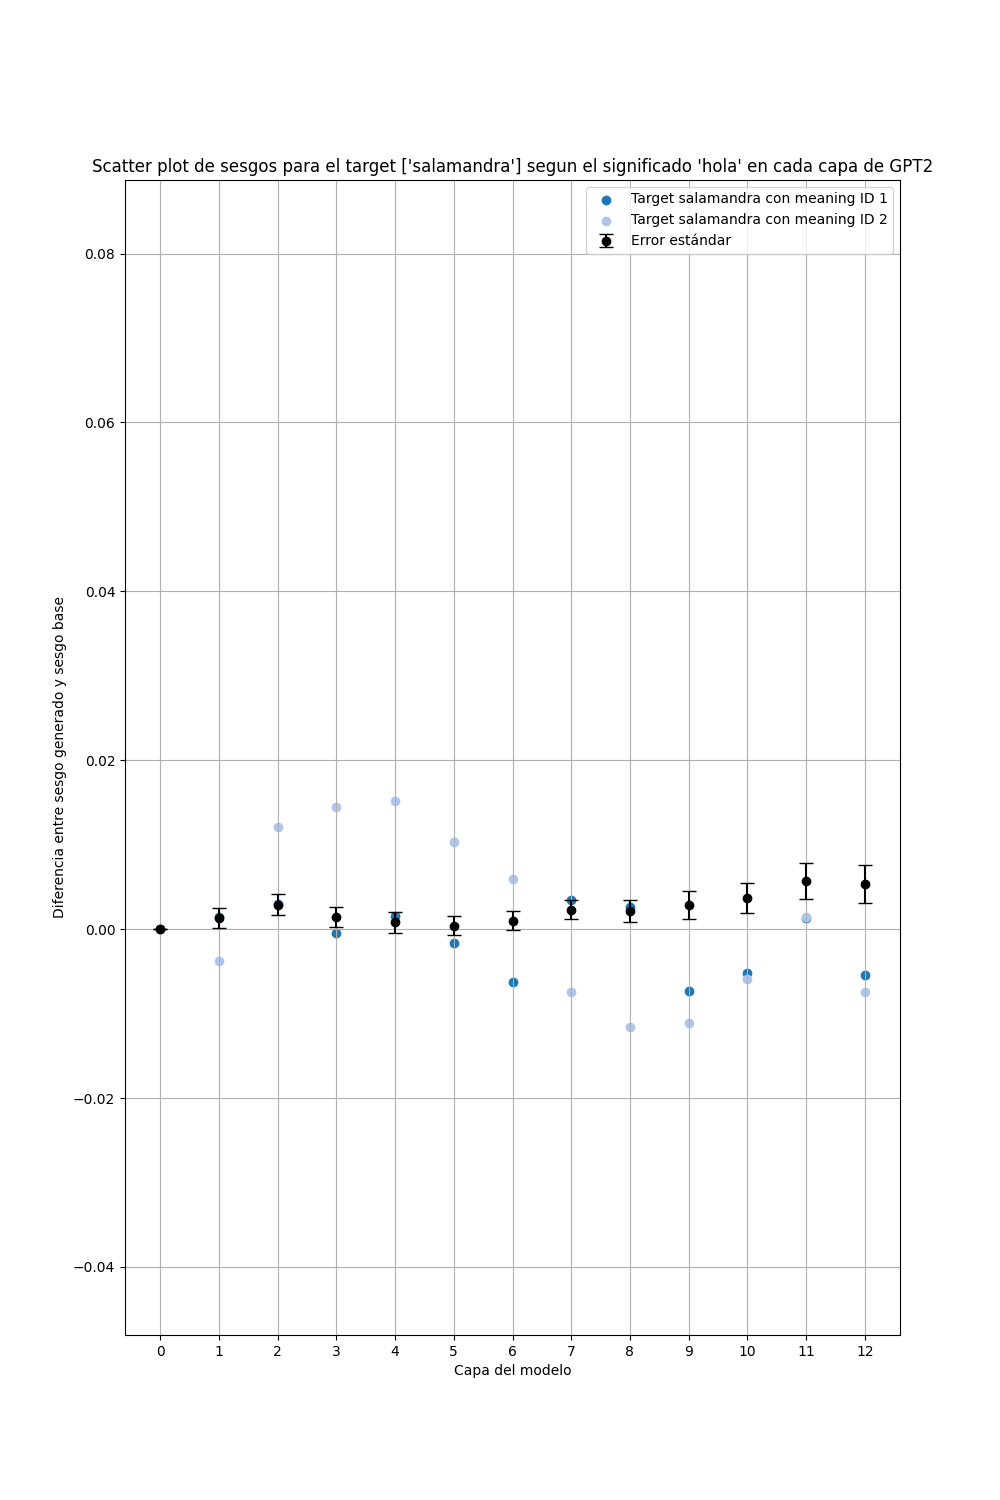 Scatter plot de sesgos para el target ['salamandra'] segun el significado 'hola' en cada capa de GPT2
Target salamandra con meaning ID 1
Target salamandra con meaning ID 2
Error estándar
0.08
0.06
0.04
0.02
0.00
−0.02
−0.04
Diferencia entre sesgo generado y sesgo base
0 1 2 3 4 5 6 7 8 9 10 11 12
Capa del modelo